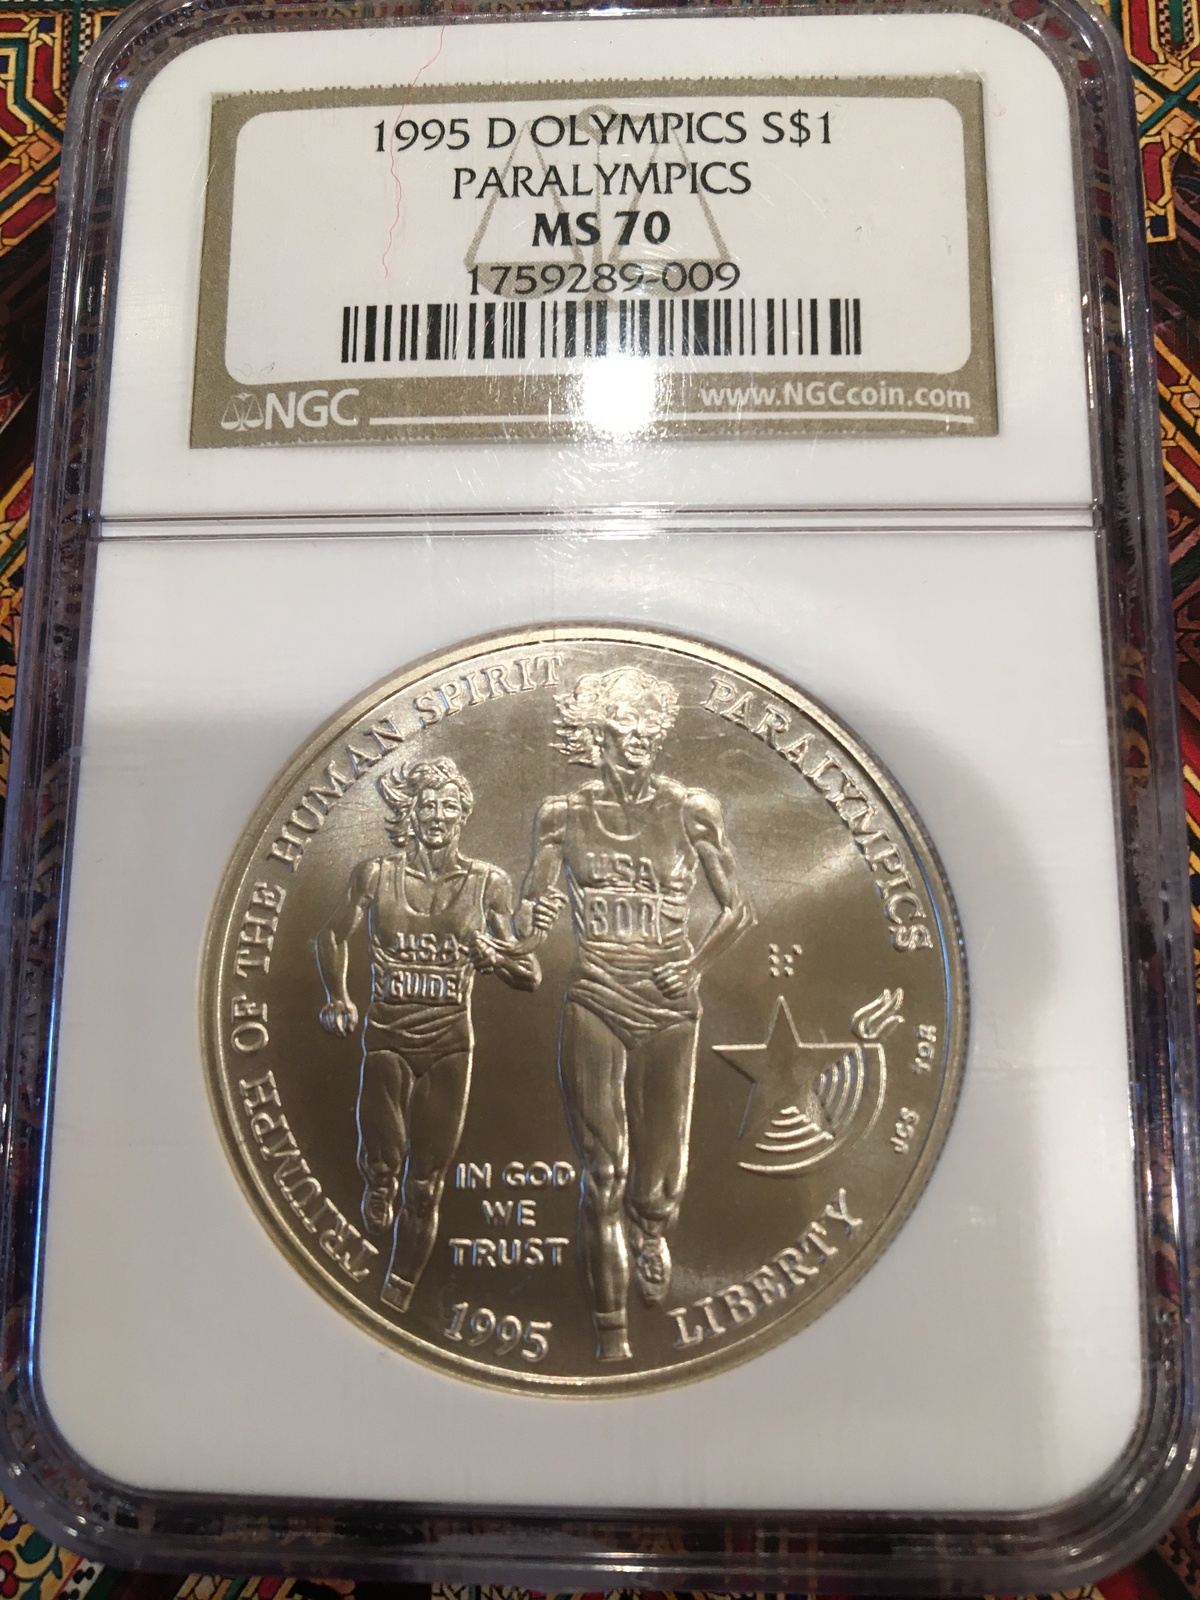 1995 D OLYMPICS S$1
PARALYMPICS
MS 70
1759289-009
NGC
www.NGCcoin.com
TRIUMPH OF THE HUMAN SPIRIT
PARALYMPICS
USA
GUIDE
USA
IN GOD
WE
TRUST
1995
LIBERTY
JCS